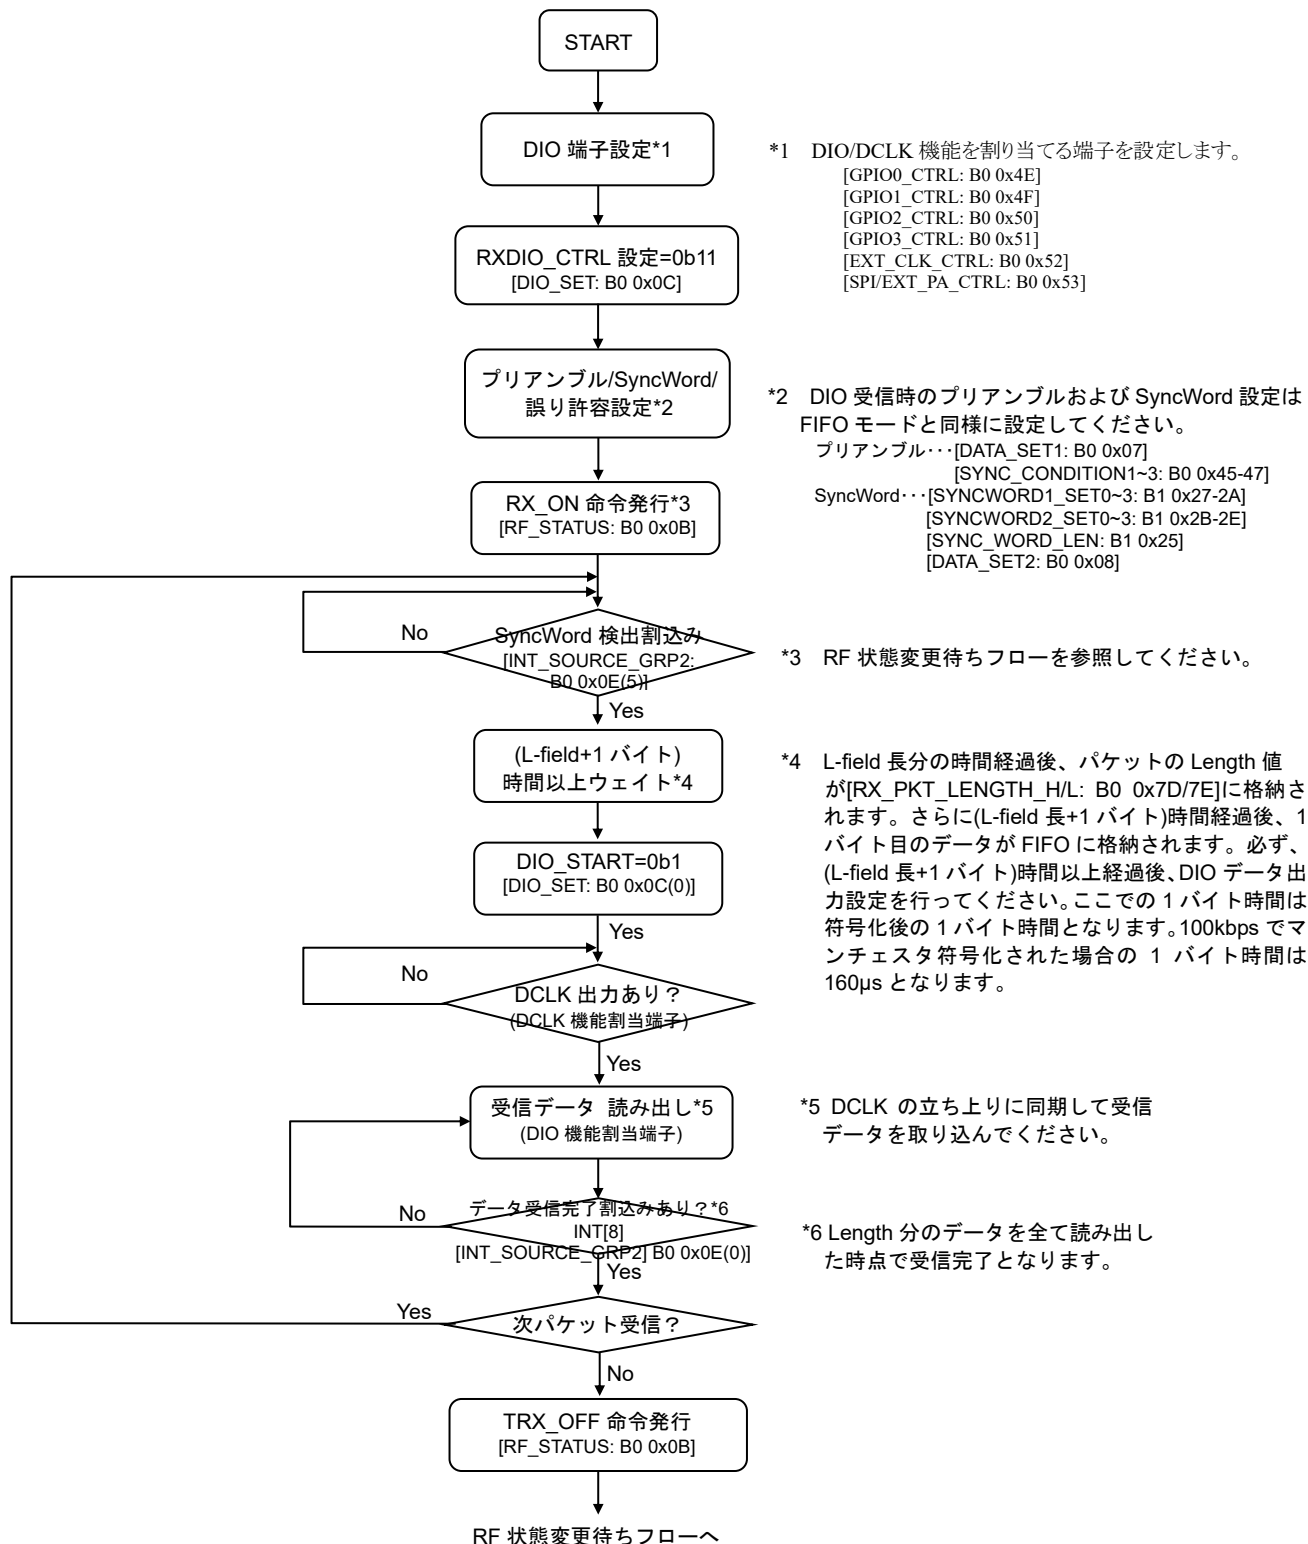 START
DIO 端子設定*1
*1 DIO/DCLK 機能を割り当てる端子を設定します。
[GPIO0_CTRL: B0 0x4E]
[GPIO1_CTRL: B0 0x4F]
[GPIO2_CTRL: B0 0x50]
[GPIO3_CTRL: B0 0x51]
[EXT_CLK_CTRL: B0 0x52]
[SPI/EXT_PA_CTRL: B0 0x53]
RXDIO_CTRL 設定=0b11
[DIO_SET: B0 0x0C]
プリアンブル/SyncWord/
誤り許容設定*2
*2 DIO 受信時のプリアンブルおよび SyncWord 設定は
FIFO モードと同様に設定してください。
プリアンブル･･･[DATA_SET1: B0 0x07]
[SYNC_CONDITION1~3: B0 0x45-47]
SyncWord･･･[SYNCWORD1_SET0~3: B1 0x27-2A]
[SYNCWORD2_SET0~3: B1 0x2B-2E]
[SYNC_WORD_LEN: B1 0x25]
[DATA_SET2: B0 0x08]
RX_ON 命令発行*3
[RF_STATUS: B0 0x0B]
No
SyncWord 検出割込み
[INT_SOURCE_GRP2:
B0 0x0E(5)]
*3 RF 状態変更待ちフローを参照してください。
Yes
(L-field+1 バイト)
時間以上ウェイト*4
*4 L-field 長分の時間経過後、パケットの Length 値
が[RX_PKT_LENGTH_H/L: B0 0x7D/7E]に格納さ
れます。さらに(L-field 長+1 バイト)時間経過後、1
バイト目のデータが FIFO に格納されます。必ず、
(L-field 長+1 バイト)時間以上経過後、DIO データ出
力設定を行ってください。ここでの 1 バイト時間は
符号化後の 1 バイト時間となります。100kbps でマ
ンチェスタ符号化された場合の 1 バイト時間は
160μs となります。
DIO_START=0b1
[DIO_SET: B0 0x0C(0)]
Yes
No
DCLK 出力あり？
(DCLK 機能割当端子)
Yes
受信データ 読み出し*5
(DIO 機能割当端子)
*5 DCLK の立ち上りに同期して受信
データを取り込んでください。
No
データ受信完了割込みあり？*6
INT[8]
[INT_SOURCE_GRP2] B0 0x0E(0)]
*6 Length 分のデータを全て読み出し
た時点で受信完了となります。
Yes
Yes
次パケット受信？
No
TRX_OFF 命令発行
[RF_STATUS: B0 0x0B]
RF 状態変更待ちフローへ